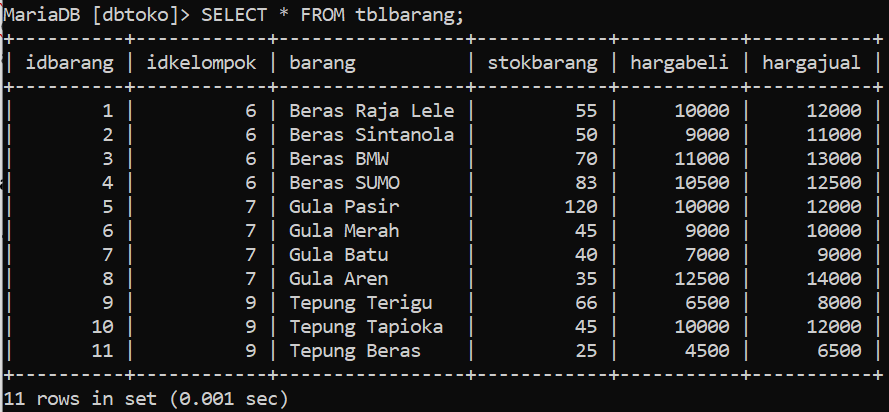 MariaDB [dbtoko]> SELECT * FROM tblbarang;
+----------+------------+-----------------+------------+-----------+-----------+
| idbarang | idkelompok | barang          | stokbarang | hargabeli | hargajual |
+----------+------------+-----------------+------------+-----------+-----------+
|        1 |          6 | Beras Raja Lele |         55 |     10000 |     12000 |
|        2 |          6 | Beras Sintanola |         50 |      9000 |     11000 |
|        3 |          6 | Beras BMW       |         70 |     11000 |     13000 |
|        4 |          6 | Beras SUMO      |         83 |     10500 |     12500 |
|        5 |          7 | Gula Pasir      |        120 |     10000 |     12000 |
|        6 |          7 | Gula Merah      |         45 |      9000 |     10000 |
|        7 |          7 | Gula Batu       |         40 |      7000 |      9000 |
|        8 |          7 | Gula Aren       |         35 |     12500 |     14000 |
|        9 |          9 | Tepung Terigu   |         66 |      6500 |      8000 |
|       10 |          9 | Tepung Tapioka  |         45 |     10000 |     12000 |
|       11 |          9 | Tepung Beras    |         25 |      4500 |      6500 |
+----------+------------+-----------------+------------+-----------+-----------+
11 rows in set (0.001 sec)